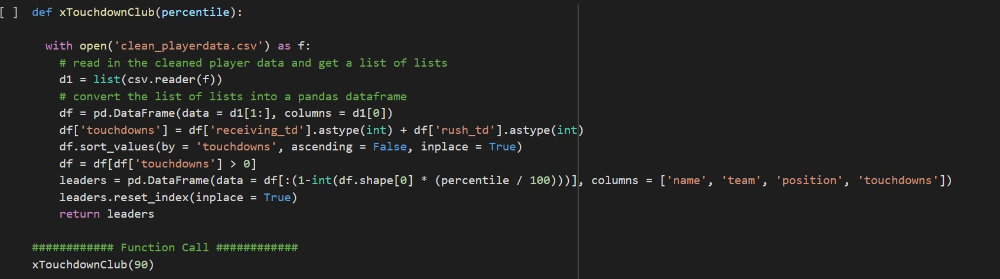 [ ] def xTouchdownClub(percentile):
with open('clean_playerdata.csv') as f:
# read in the cleaned player data and get a list of lists
d1 = list(csv.reader(f))
# convert the list of lists into a pandas dataframe
df = pd.DataFrame(data = d1[1:], columns = d1[0])
df['touchdowns'] = df['receiving_td'].astype(int) + df['rush_td'].astype(int)
df.sort_values(by = 'touchdowns', ascending = False, inplace = True)
df = df[df['touchdowns'] > 0]
leaders = pd.DataFrame(data = df[:(1-int(df.shape[0] * (percentile / 100)))], columns = ['name', 'team', 'position', 'touchdowns'])
leaders.reset_index(inplace = True)
return leaders
############ Function Call ############
xTouchdownClub(90)